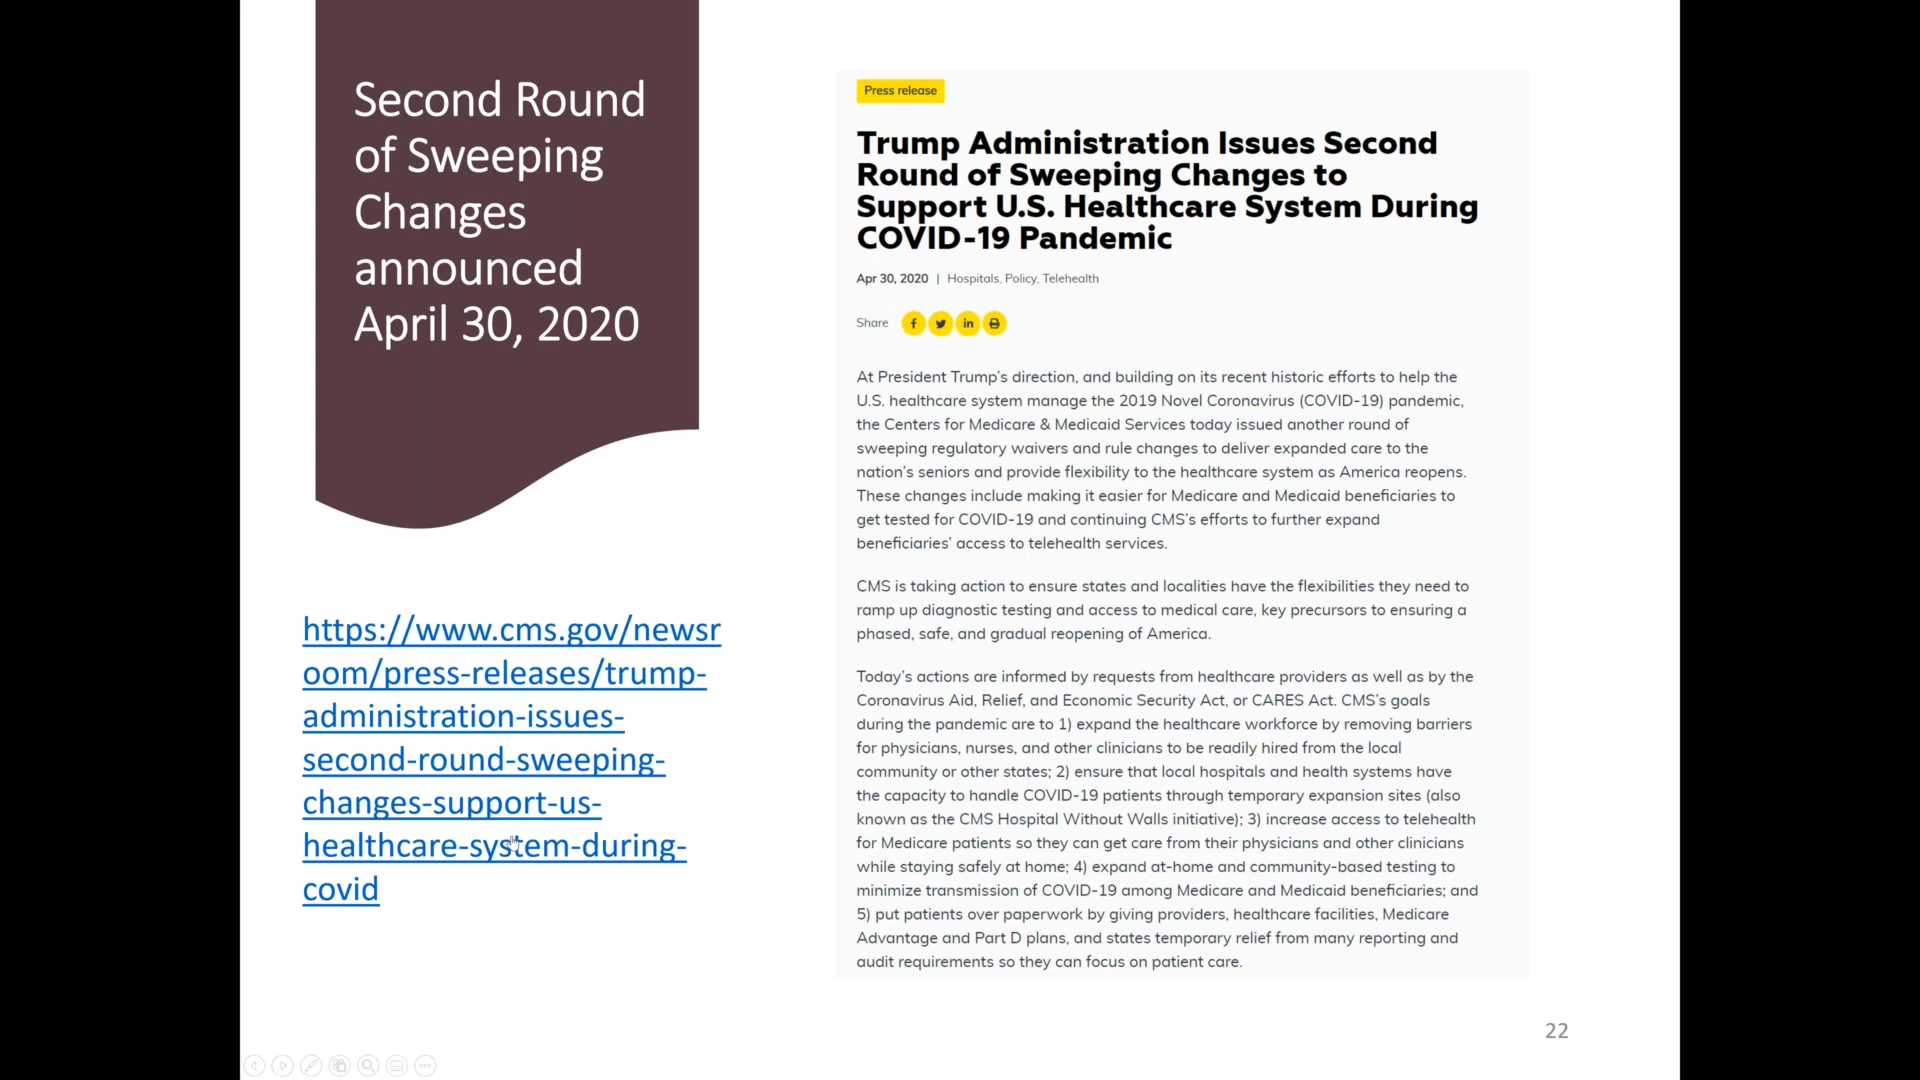 Second Round
of Sweeping
Changes
announced
April 30, 2020
https://www.cms.gov/newsr
oom/press-releases/trump-
administration-issues-
second-round-sweeping-
changes-support-us-
healthcare-system-during-
covid
Press release
Trump Administration Issues Second
Round of Sweeping Changes to
Support U.S. Healthcare System During
COVID-19 Pandemic
Apr 30, 2020 | Hospitals, Policy, Telehealth
Share
At President Trump's direction, and building on its recent historic efforts to help the
U.S. healthcare system manage the 2019 Novel Coronavirus (COVID-19) pandemic,
the Centers for Medicare & Medicaid Services today issued another round of
sweeping regulatory waivers and rule changes to deliver expanded care to the
nation's seniors and provide flexibility to the healthcare system as America reopens.
These changes include making it easier for Medicare and Medicaid beneficiaries to
get tested for COVID-19 and continuing CMS's efforts to further expand
beneficiaries' access to telehealth services.
CMS is taking action to ensure states and localities have the flexibilities they need to
ramp up diagnostic testing and access to medical care, key precursors to ensuring a
phased, safe, and gradual reopening of America.
Today's actions are informed by requests from healthcare providers as well as by the
Coronavirus Aid, Relief, and Economic Security Act, or CARES Act. CMS's goals
during the pandemic are to 1) expand the healthcare workforce by removing barriers
for physicians, nurses, and other clinicians to be readily hired from the local
community or other states; 2) ensure that local hospitals and health systems have
the capacity to handle COVID-19 patients through temporary expansion sites (also
known as the CMS Hospital Without Walls initiative); 3) increase access to telehealth
for Medicare patients so they can get care from their physicians and other clinicians
while staying safely at home; 4) expand at-home and community-based testing to
minimize transmission of COVID-19 among Medicare and Medicaid beneficiaries; and
5) put patients over paperwork by giving providers, healthcare facilities, Medicare
Advantage and Part D plans, and states temporary relief from many reporting and
audit requirements so they can focus on patient care.
22